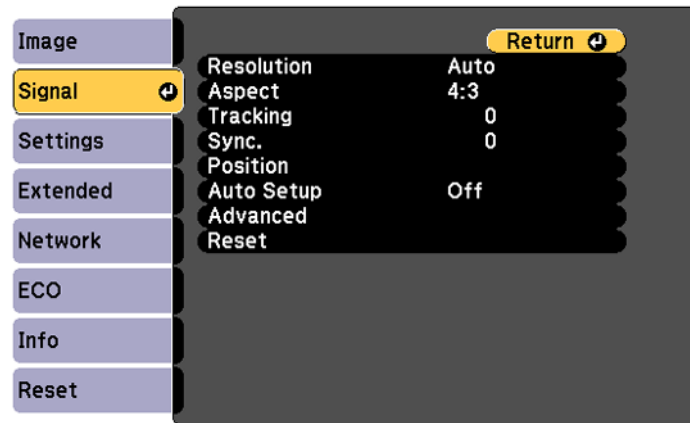 Image
Signal
Settings
Extended
Network
ECO
Info
Reset
Return
Resolution Auto
Aspect 4:3
Tracking 0
Sync. 0
Position
Auto Setup Off
Advanced
Reset